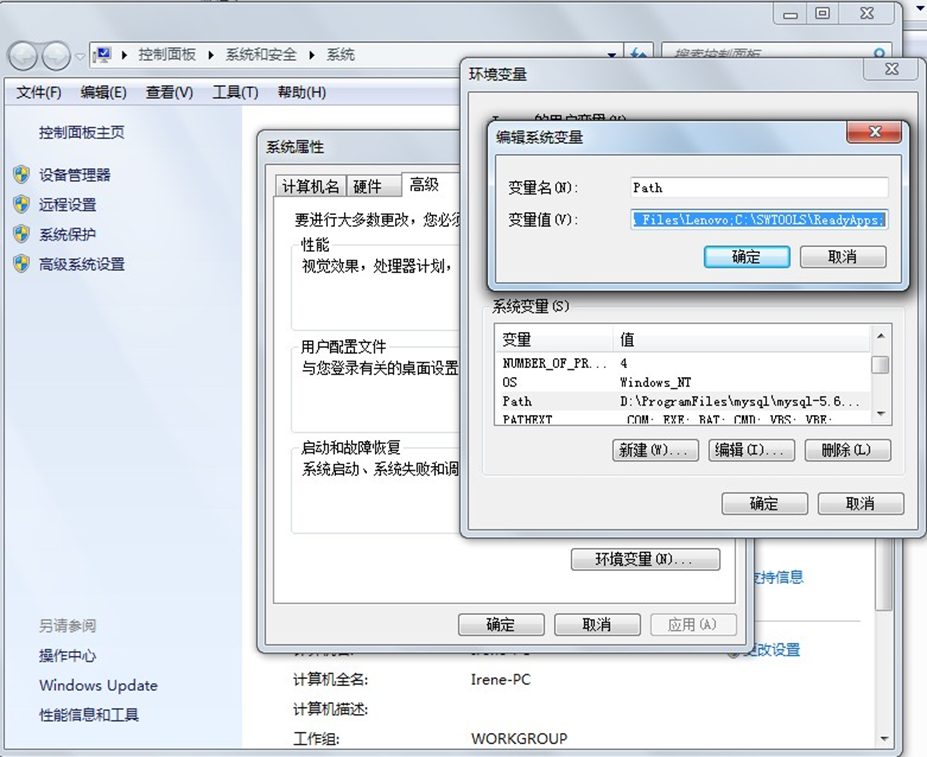 控制面板 系统和安全 系统
搜索控制面板
文件(F) 编辑(E) 查看(V) 工具(T) 帮助(H)
控制面板主页
设备管理器
远程设置
系统保护
高级系统设置
另请参阅
操作中心
Windows Update
性能信息和工具
系统属性
计算机名 硬件 高级
要进行大多数更改，您必须
性能
视觉效果，处理器计划，
用户配置文件
与您登录有关的桌面设置
启动和故障恢复
系统启动、系统失败和调
环境变量(N)...
确定 取消 应用(A)
环境变量
的用户变量(U)
编辑系统变量
变量名(N): Path
变量值(V): Files\Lenovo;C:\SWTOOLS\ReadyApps;
确定 取消
系统变量(S)
变量 值
NUMBER_OF_PR... 4
OS Windows_NT
Path D:\ProgramFiles\mysql\mysql-5.6...
PATHEXT .COM;.EXE;.BAT;.CMD;.VBS;.VBE;
新建(W)... 编辑(I)... 删除(L)
确定 取消
支持信息
更改设置
计算机全名: Irene-PC
计算机描述:
工作组: WORKGROUP